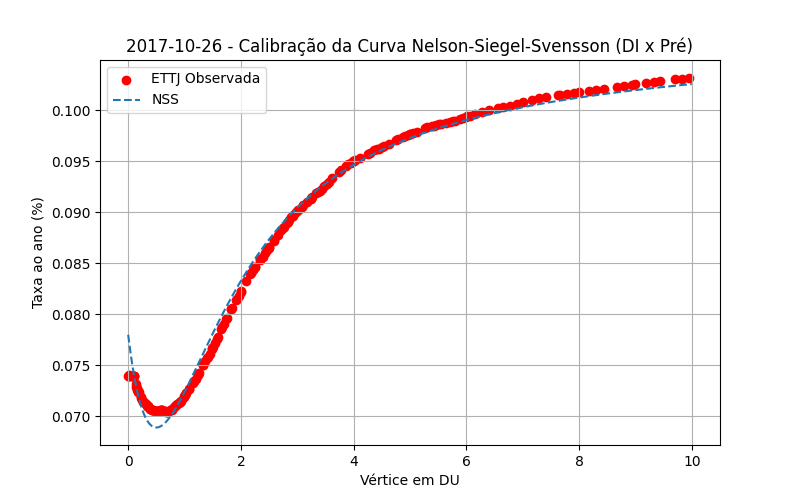 2017-10-26 - Calibração da Curva Nelson-Siegel-Svensson (DI x Pré)
ETTJ Observada
NSS
Taxa ao ano (%)
0.100
0.095
0.090
0.085
0.080
0.075
0.070
0 2 4 6 8 10
Vértice em DU